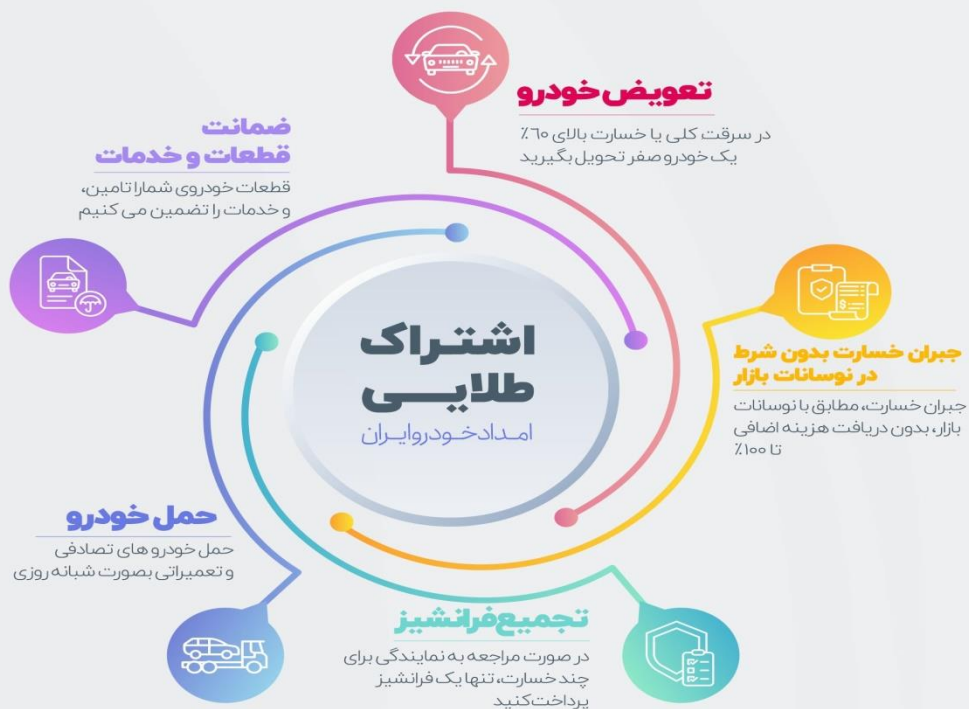 تعویض خودرو
در سرقت کلی یا خسارت بالای ۶۰٪
یک خودرو صفر تحویل بگیرید
ضمانت
قطعات و خدمات
قطعات خودروی شمارا تامین،
و خدمات را تضمین می کنیم
جبران خسارت بدون شرط
در نوسانات بازار
جبران خسارت، مطابق با نوسانات
بازار، بدون دریافت هزینه اضافی
تا ۱۰۰٪
اشتراک
طلایی
امدادخودروایران
حمل خودرو
حمل خودرو های تصادفی
و تعمیراتی بصورت شبانه روزی
تجمیع فرانشیز
در صورت مراجعه به نمایندگی برای
چند خسارت، تنها یک فرانشیز
پرداخت کنید